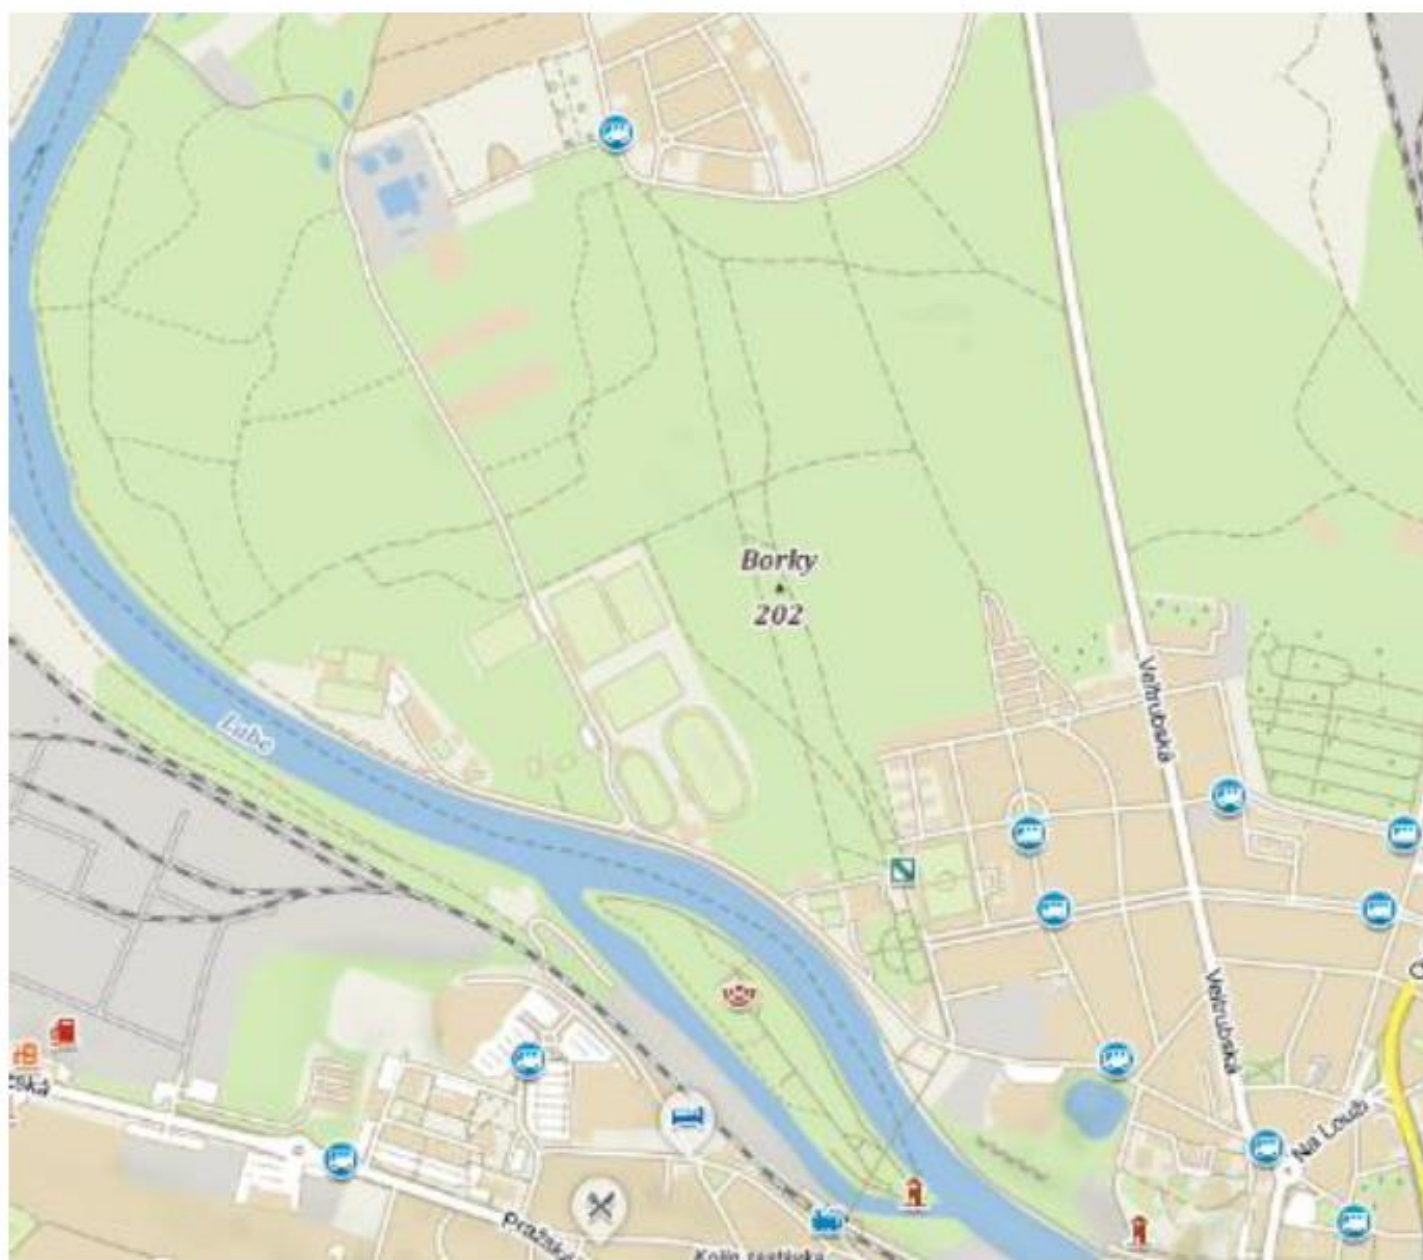 Borky
202
Veltrubská
Labe
Veltrubská
Na Louži
Pražská
Kolín zastávka